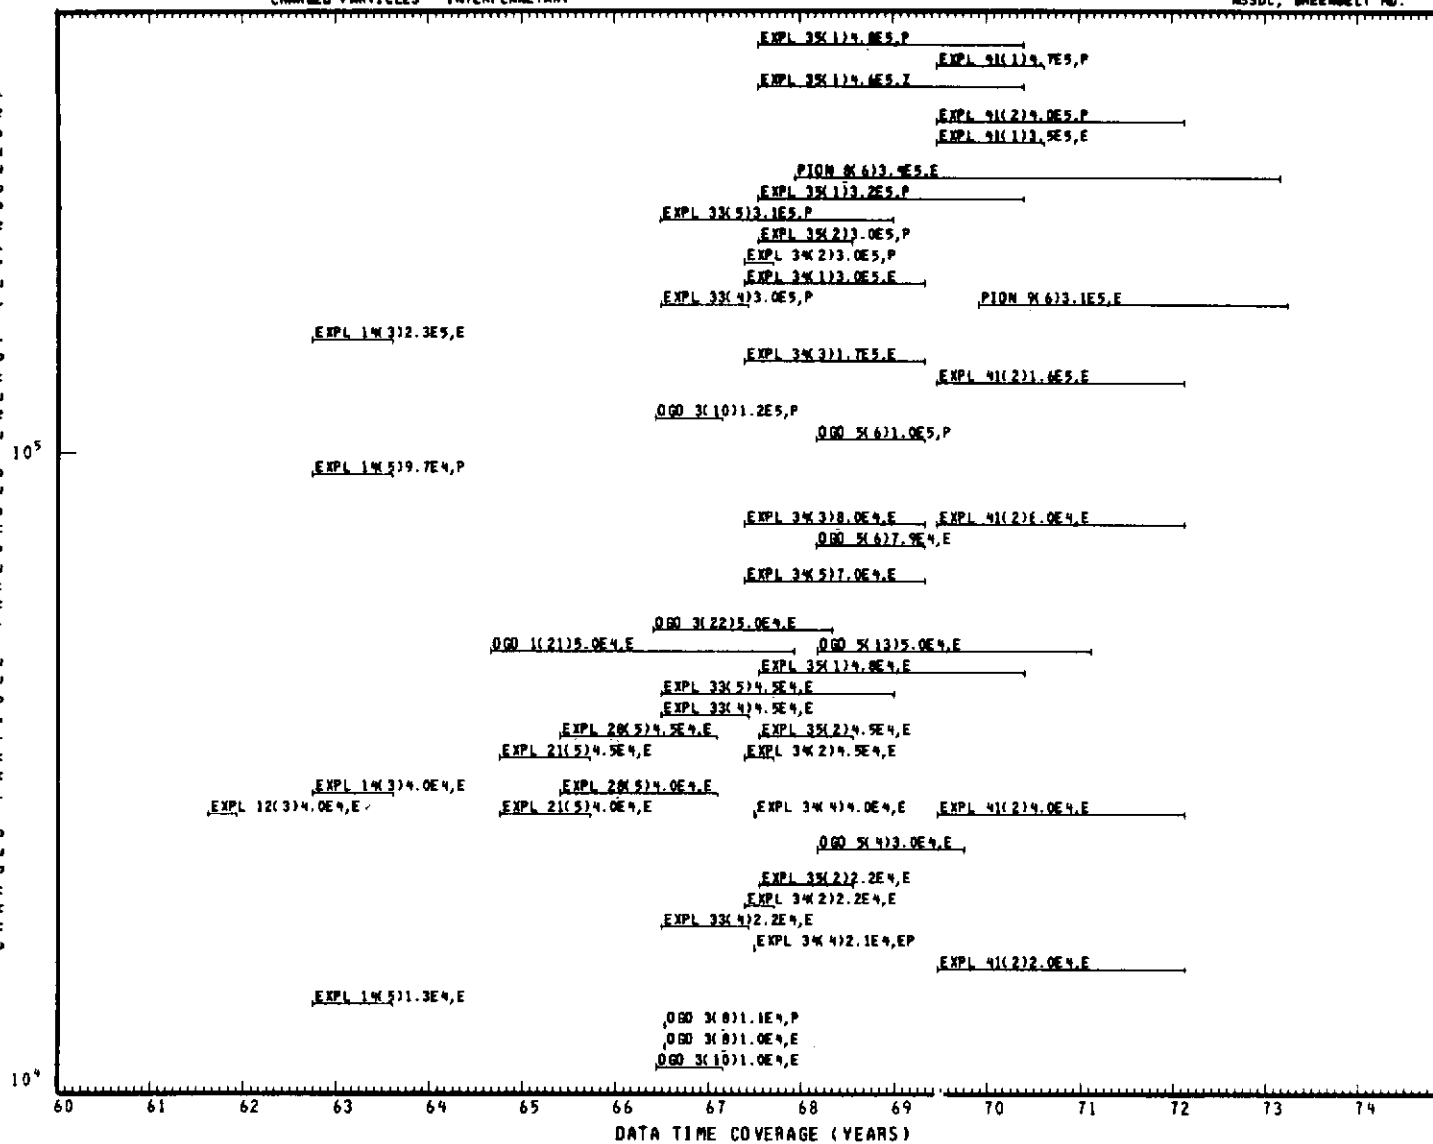 CHARGED PARTICLES - INTERPLANETARY
NSSDC, GREENBELT MD.
EXPL 35(1)4.8E5,P
EXPL 41(1)4.7E5,P
EXPL 35(1)4.6E5,Z
EXPL 41(2)4.0E5,P
EXPL 41(1)3.5E5,E
PION 8(6)3.4E5,E
EXPL 35(1)3.2E5,P
EXPL 33(5)3.1E5,P
EXPL 35(2)3.0E5,P
EXPL 34(2)3.0E5,P
EXPL 34(1)3.0E5,E
EXPL 33(4)3.0E5,P
PION 9(6)3.1E5,E
EXPL 14(3)2.3E5,E
EXPL 34(3)1.7E5,E
EXPL 41(2)1.6E5,E
OGO 3(10)1.2E5,P
OGO 5(6)1.0E5,P
10⁵
EXPL 14(5)9.7E4,P
EXPL 34(3)8.0E4,E
EXPL 41(2)8.0E4,E
OGO 5(6)7.9E4,E
EXPL 34(5)7.0E4,E
OGO 3(22)5.0E4,E
OGO 1(21)5.0E4,E
OGO 5(13)5.0E4,E
EXPL 35(1)4.8E4,E
EXPL 33(5)4.5E4,E
EXPL 33(4)4.5E4,E
EXPL 28(5)4.5E4,E
EXPL 35(2)4.5E4,E
EXPL 21(5)4.5E4,E
EXPL 34(2)4.5E4,E
EXPL 14(3)4.0E4,E
EXPL 28(5)4.0E4,E
EXPL 12(3)4.0E4,E
EXPL 21(5)4.0E4,E
EXPL 34(4)4.0E4,E
EXPL 41(2)4.0E4,E
OGO 5(4)3.0E4,E
EXPL 35(2)2.2E4,E
EXPL 34(2)2.2E4,E
EXPL 33(4)2.2E4,E
EXPL 34(4)2.1E4,EP
EXPL 41(2)2.0E4,E
EXPL 14(5)1.3E4,E
OGO 3(8)1.1E4,P
OGO 3(8)1.0E4,E
OGO 3(10)1.0E4,E
10⁴
60 61 62 63 64 65 66 67 68 69 70 71 72 73 74
DATA TIME COVERAGE (YEARS)